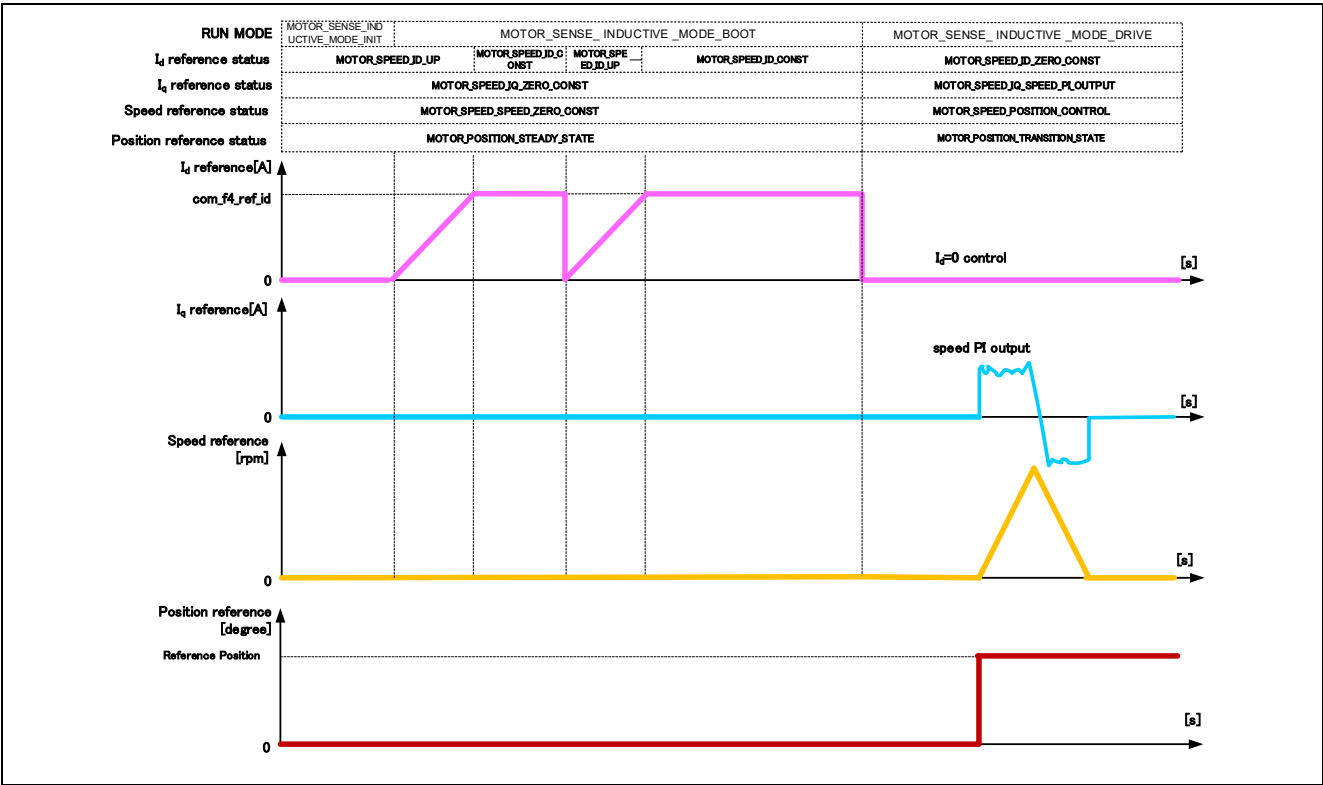 RUN MODE
MOTOR_SENSE_IND
UCTIVE_MODE_INIT
MOTOR_SENSE_ INDUCTIVE _MODE_BOOT
MOTOR_SENSE_ INDUCTIVE _MODE_DRIVE
Id reference status
MOTOR_SPEED_ID_UP
MOTOR_SPEED_ID_C
ONST
MOTOR_SPE
ED_ID_UP
MOTOR_SPEED_ID_CONST
MOTOR_SPEED_ID_ZERO_CONST
Iq reference status
MOTOR_SPEED_IQ_ZERO_CONST
MOTOR_SPEED_IQ_SPEED_PI_OUTPUT
Speed reference status
MOTOR_SPEED_SPEED_ZERO_CONST
MOTOR_SPEED_POSITION_CONTROL
Position reference status
MOTOR_POSITION_STEADY_STATE
MOTOR_POSITION_TRANSITION_STATE
Id reference[A]
com_f4_ref_id
Id=0 control
[s]
0
Iq reference[A]
speed PI output
[s]
0
Speed reference
[rpm]
[s]
0
Position reference
[degree]
Reference Position
[s]
0